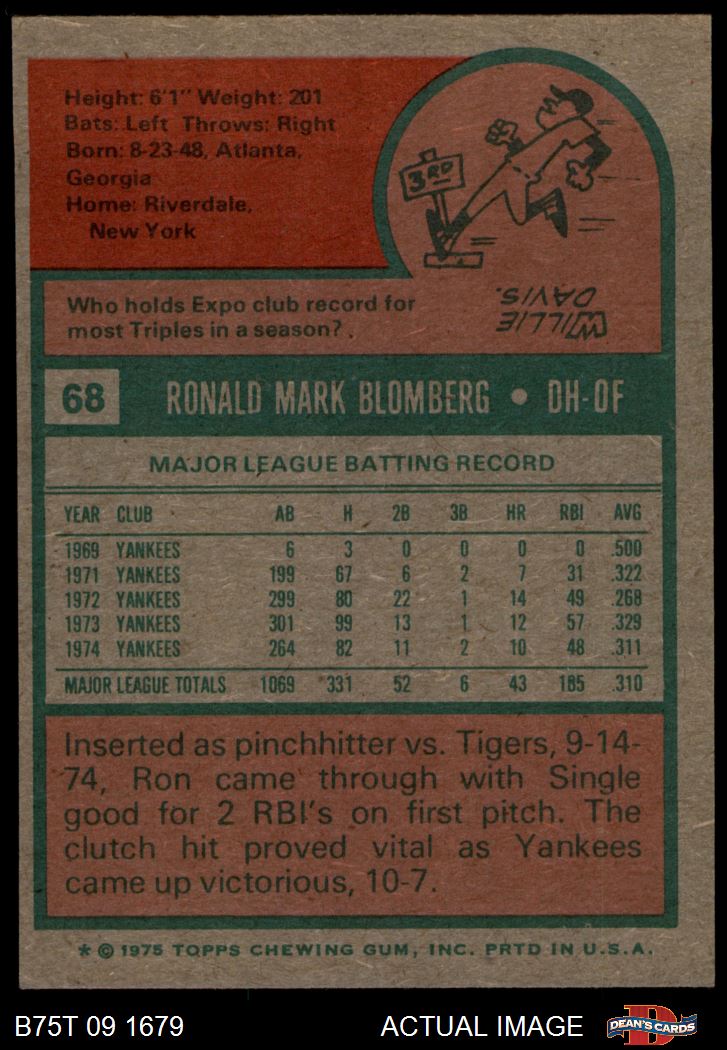 Height: 6'1" Weight: 201
Bats: Left Throws: Right
Born: 8-23-48, Atlanta,
Georgia
Home: Riverdale,
New York
3RD
Who holds Expo club record for
most Triples in a season?
WILLIE
DAVIS.
68 RONALD MARK BLOMBERG • DH-OF
MAJOR LEAGUE BATTING RECORD
YEAR CLUB AB H 2B 3B HR RBI AVG
1969 YANKEES 6 3 0 0 0 0 .500
1971 YANKEES 199 67 6 2 7 31 .322
1972 YANKEES 299 80 22 1 14 49 .268
1973 YANKEES 301 99 13 1 12 57 .329
1974 YANKEES 264 82 11 2 10 48 .311
MAJOR LEAGUE TOTALS 1069 331 52 6 43 185 .310
Inserted as pinchhitter vs. Tigers, 9-14-
74, Ron came through with Single
good for 2 RBI's on first pitch. The
clutch hit proved vital as Yankees
came up victorious, 10-7.
* © 1975 TOPPS CHEWING GUM, INC. PRTD IN U.S.A.
B75T 09 1679 ACTUAL IMAGE DEAN'S CARDS